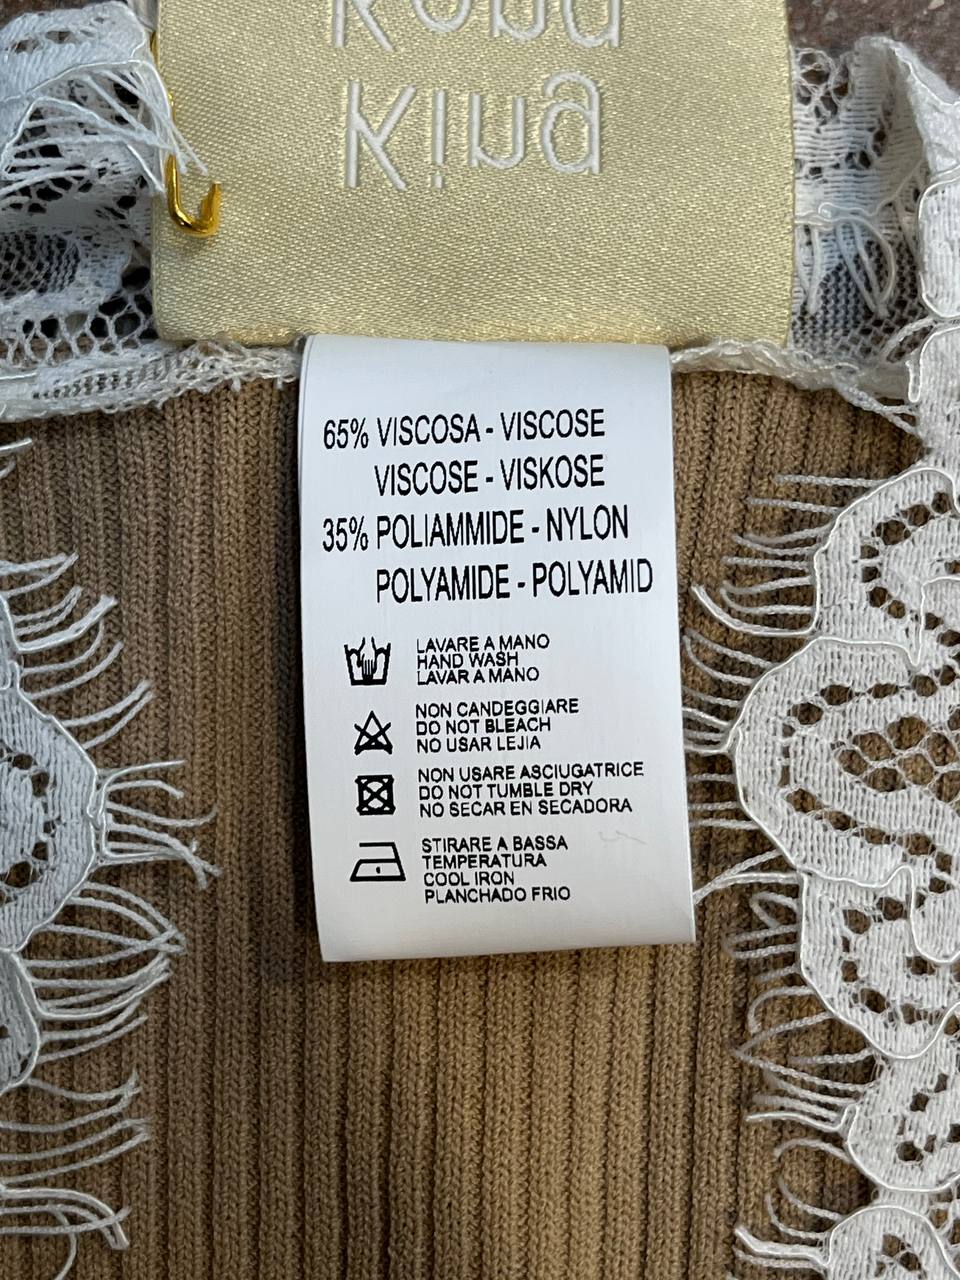 King
65% VISCOSA - VISCOSE
VISCOSE - VISKOSE
35% POLIAMMIDE - NYLON
POLYAMIDE - POLYAMID
LAVARE A MANO
HAND WASH
LAVAR A MANO
NON CANDEGGIARE
DO NOT BLEACH
NO USAR LEJIA
NON USARE ASCIUGATRICE
DO NOT TUMBLE DRY
NO SECAR EN SECADORA
STIRARE A BASSA
TEMPERATURA
COOL IRON
PLANCHADO FRIO